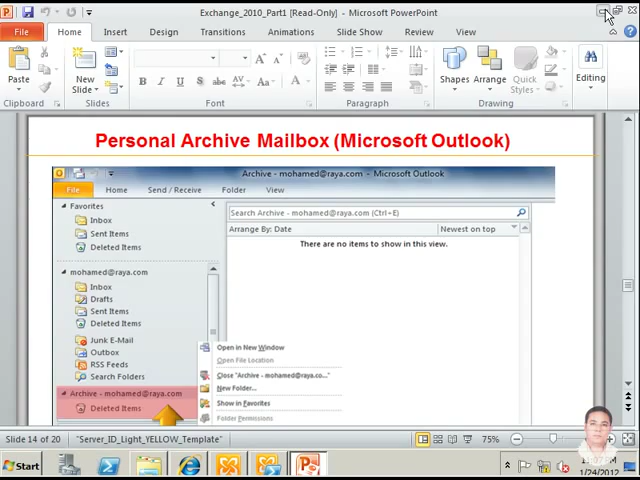 Exchange_2010_Part1 [Read-Only] - Microsoft PowerPoint
File Home Insert Design Transitions Animations Slide Show Review View
Paste New Slide Shapes Arrange Quick Styles Editing
Clipboard Slides Font Paragraph Drawing
Personal Archive Mailbox (Microsoft Outlook)
Archive - mohamed@raya.com - Microsoft Outlook
File Home Send / Receive Folder View
Favorites
Inbox
Sent Items
Deleted Items
Search Archive - mohamed@raya.com (Ctrl+E)
Arrange By: Date Newest on top
There are no items to show in this view.
mohamed@raya.com
Inbox
Drafts
Sent Items
Deleted Items
Junk E-Mail
Outbox
RSS Feeds
Search Folders
Archive - mohamed@raya.com
Deleted Items
Open in New Window
Open File Location
Close "Archive - mohamed@raya.co..."
New Folder...
Show in Favorites
Folder Permissions
Slide 14 of 20 "Server_ID_Light_YELLOW_Template" 75%
Start
1/24/2012